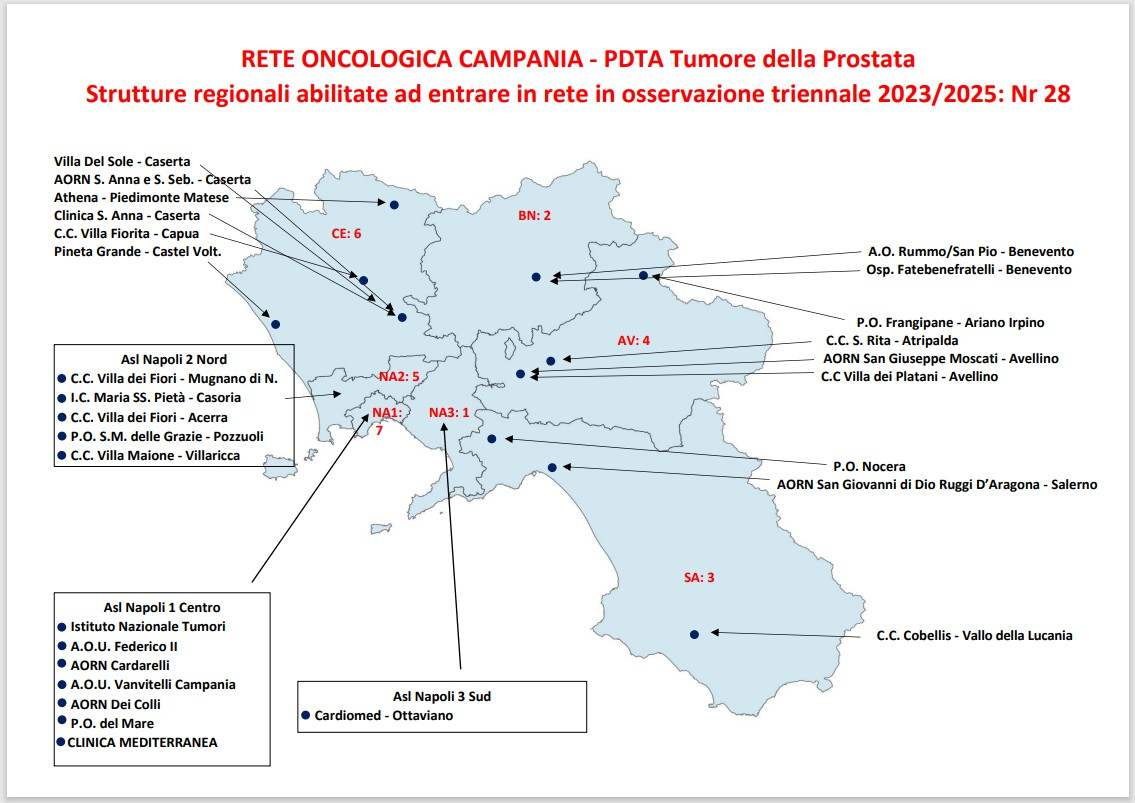 RETE ONCOLOGICA CAMPANIA - PDTA Tumore della Prostata
Strutture regionali abilitate ad entrare in rete in osservazione triennale 2023/2025: Nr 28
Villa Del Sole - Caserta
AORN S. Anna e S. Seb. - Caserta
Athena - Piedimonte Matese
Clinica S. Anna - Caserta
C.C. Villa Fiorita - Capua
Pineta Grande - Castel Volt.
CE: 6
BN: 2
A.O. Rummo/San Pio - Benevento
Osp. Fatebenefratelli - Benevento
P.O. Frangipane - Ariano Irpino
C.C. S. Rita - Atripalda
AORN San Giuseppe Moscati - Avellino
C.C Villa dei Platani - Avellino
AV: 4
Asl Napoli 2 Nord
C.C. Villa dei Fiori - Mugnano di N.
I.C. Maria SS. Pietà - Casoria
C.C. Villa dei Fiori - Acerra
P.O. S.M. delle Grazie - Pozzuoli
C.C. Villa Maione - Villaricca
NA2: 5
NA1:
7
NA3: 1
P.O. Nocera
AORN San Giovanni di Dio Ruggi D’Aragona - Salerno
SA: 3
C.C. Cobellis - Vallo della Lucania
Asl Napoli 1 Centro
Istituto Nazionale Tumori
A.O.U. Federico II
AORN Cardarelli
A.O.U. Vanvitelli Campania
AORN Dei Colli
P.O. del Mare
CLINICA MEDITERRANEA
Asl Napoli 3 Sud
Cardiomed - Ottaviano